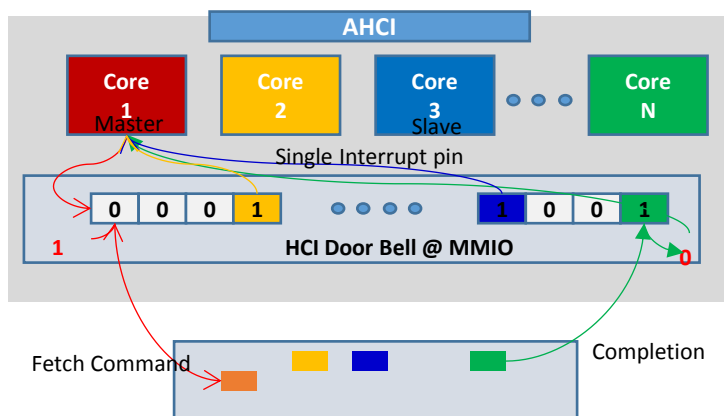 AHCI
Core 1
Core 2
Core 3
Core N
Master
Slave
Single Interrupt pin
0 0 0 1
1 0 0 1
1
HCI Door Bell @ MMIO
0
Fetch Command
Completion